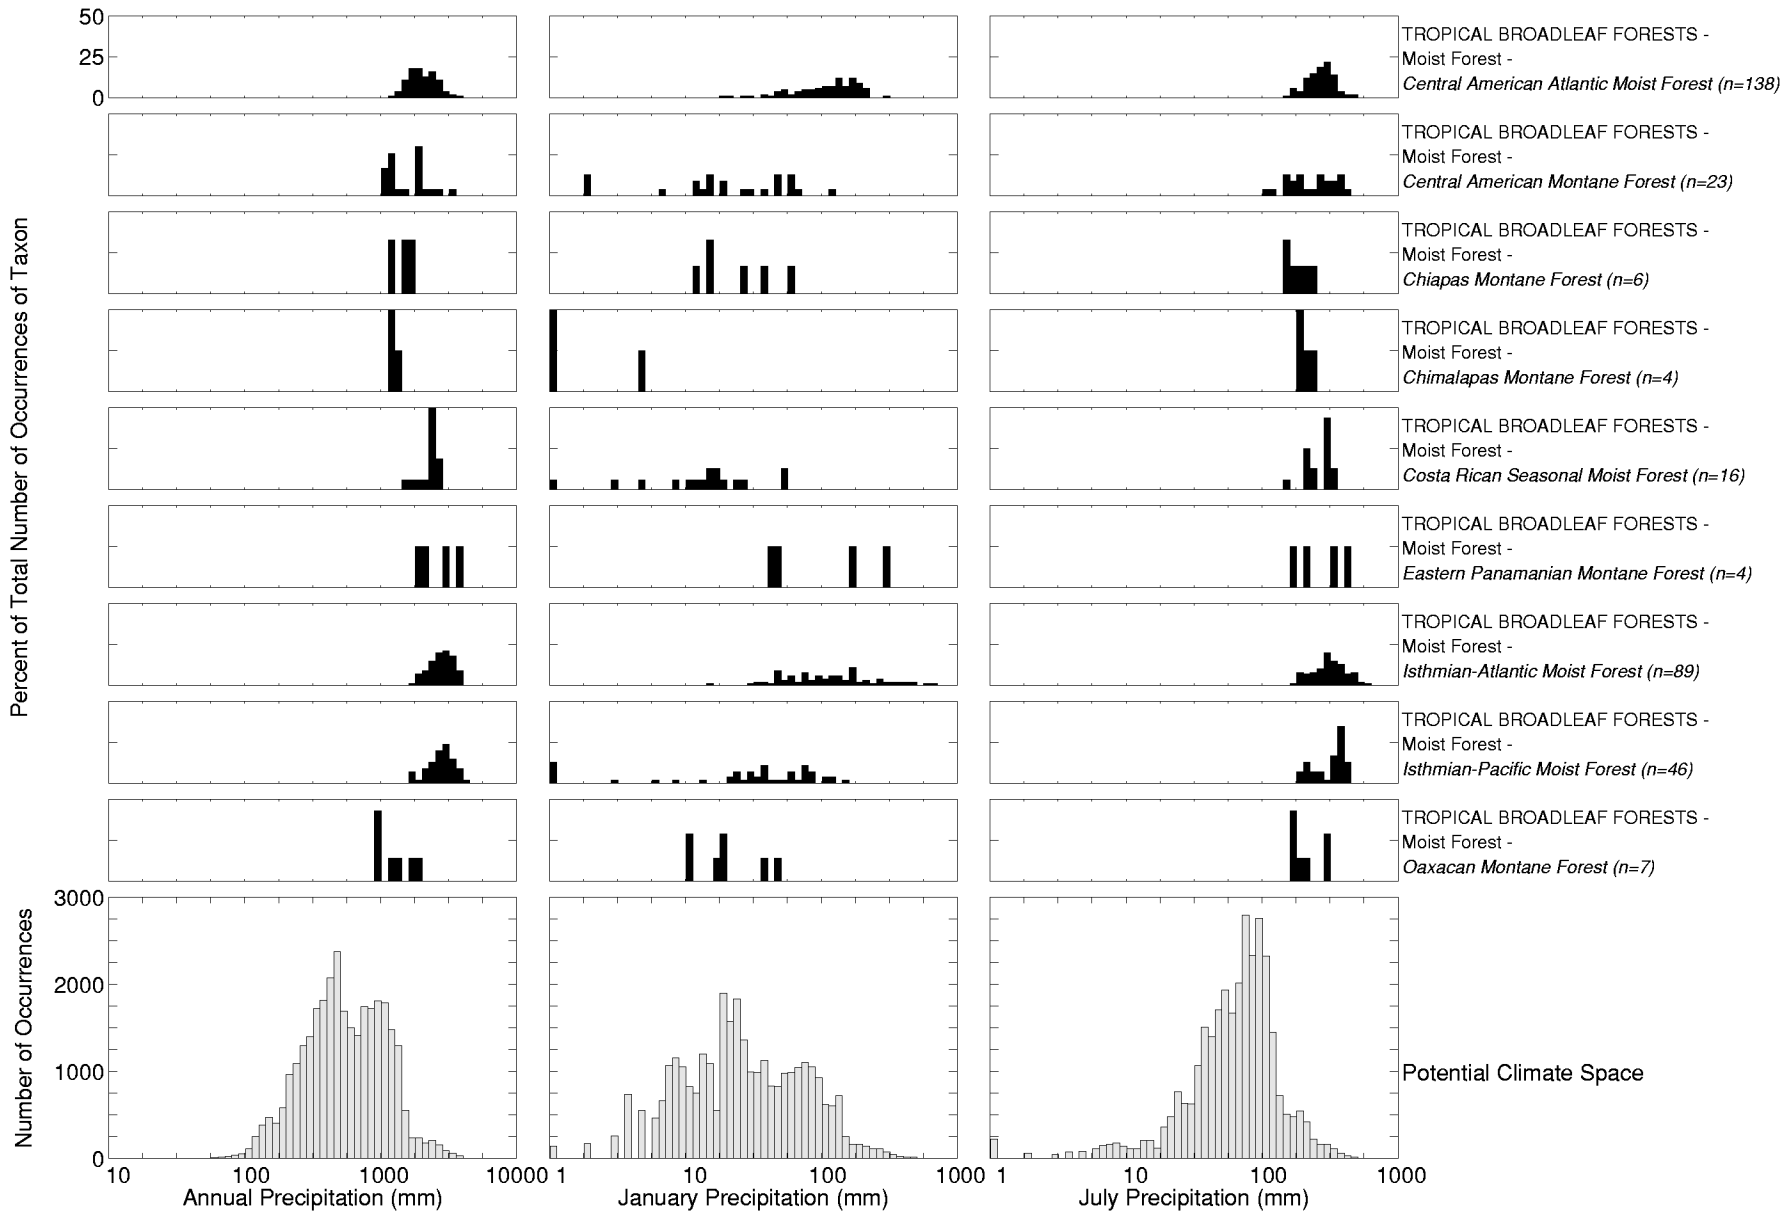 50
25
0
TROPICAL BROADLEAF FORESTS -
Moist Forest -
Central American Atlantic Moist Forest (n=138)
TROPICAL BROADLEAF FORESTS -
Moist Forest -
Central American Montane Forest (n=23)
TROPICAL BROADLEAF FORESTS -
Moist Forest -
Chiapas Montane Forest (n=6)
TROPICAL BROADLEAF FORESTS -
Moist Forest -
Chimalapas Montane Forest (n=4)
TROPICAL BROADLEAF FORESTS -
Moist Forest -
Costa Rican Seasonal Moist Forest (n=16)
TROPICAL BROADLEAF FORESTS -
Moist Forest -
Eastern Panamanian Montane Forest (n=4)
TROPICAL BROADLEAF FORESTS -
Moist Forest -
Isthmian-Atlantic Moist Forest (n=89)
TROPICAL BROADLEAF FORESTS -
Moist Forest -
Isthmian-Pacific Moist Forest (n=46)
TROPICAL BROADLEAF FORESTS -
Moist Forest -
Oaxacan Montane Forest (n=7)
Percent of Total Number of Occurrences of Taxon
Number of Occurrences
3000
2000
1000
0
Potential Climate Space
10 100 1000 10000
1 10 100 1000
1 10 100 1000
Annual Precipitation (mm)
January Precipitation (mm)
July Precipitation (mm)